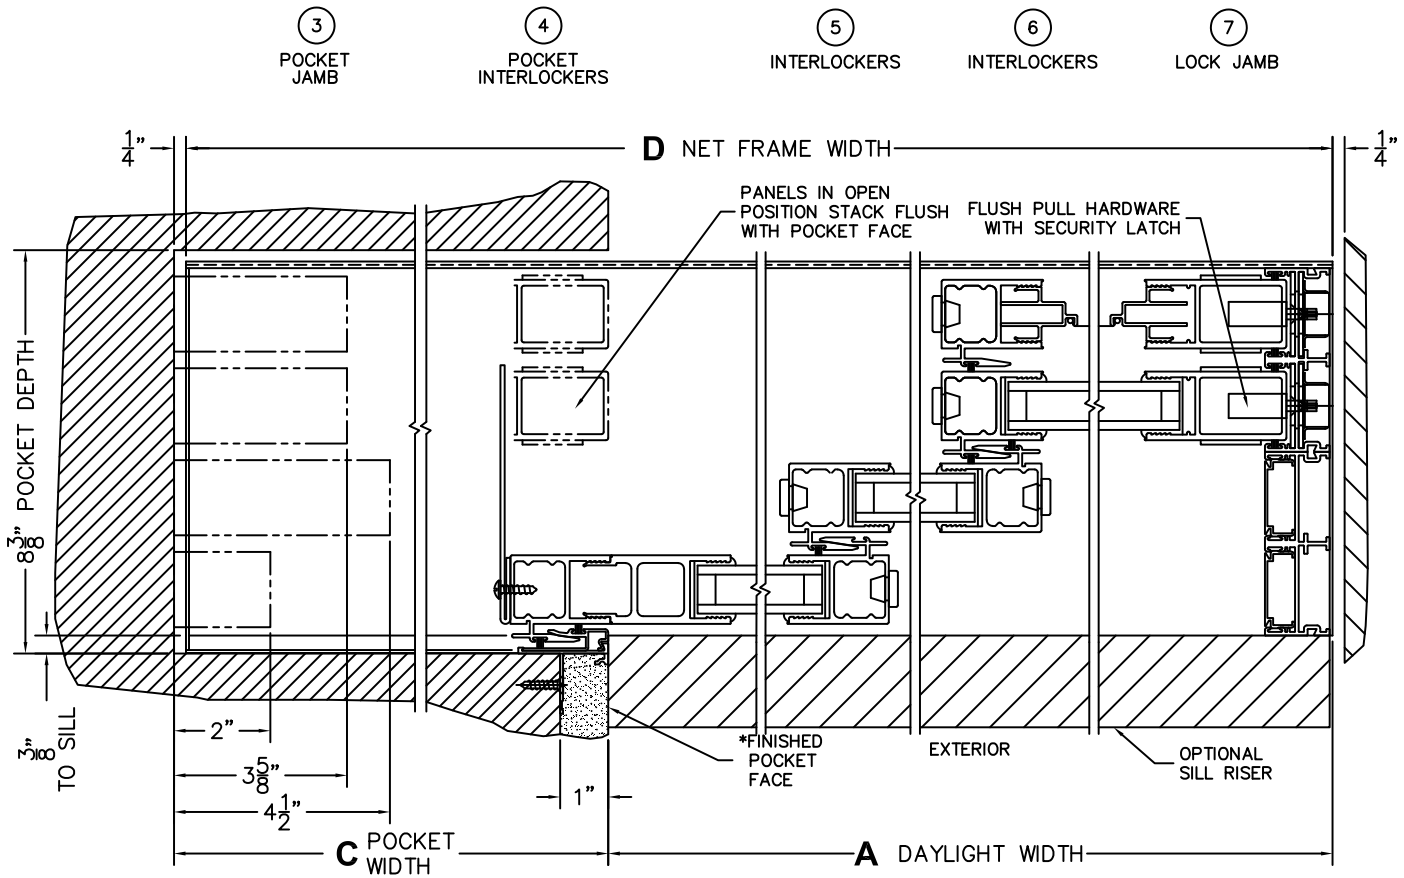 3
POCKET
JAMB
4
POCKET
INTERLOCKERS
5
INTERLOCKERS
6
INTERLOCKERS
7
LOCK JAMB
1/4"
D NET FRAME WIDTH
1/4"
PANELS IN OPEN
POSITION STACK FLUSH
WITH POCKET FACE
FLUSH PULL HARDWARE
WITH SECURITY LATCH
8 3/8" POCKET DEPTH
3/8"
TO SILL
2"
3 5/8"
4 1/2"
1"
*FINISHED
POCKET
FACE
EXTERIOR
OPTIONAL
SILL RISER
C POCKET
WIDTH
A DAYLIGHT WIDTH